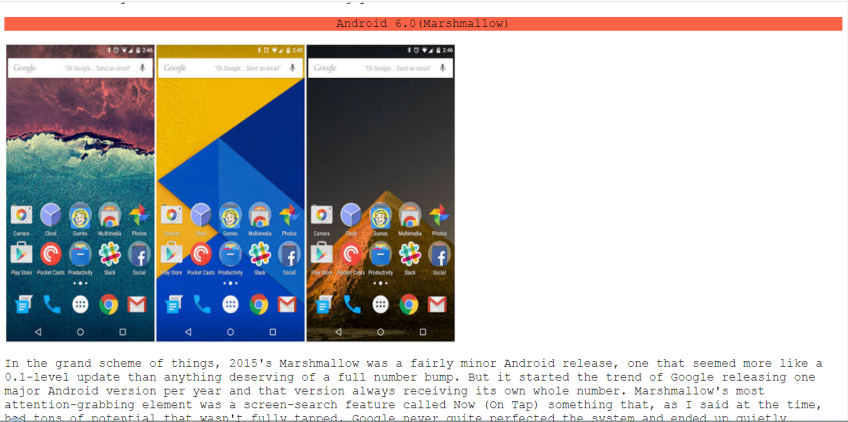 Android 6.0(Marshmallow)
2:46
2:45
2:46
Google "Ok Google... Send an email"
Google "Ok Google... Send an email"
Google "Ok Google... Send an email"
Camera Clock Games Multimedia Photos
Camera Clock Games Multimedia Photos
Camera Clock Games Multimedia Photos
Play Store Pocket Casts Productivity Slack Social
Play Store Pocket Casts Productivity Slack Social
Play Store Pocket Casts Productivity Slack Social
In the grand scheme of things, 2015's Marshmallow was a fairly minor Android release, one that seemed more like a
0.1-level update than anything deserving of a full number bump. But it started the trend of Google releasing one
major Android version per year and that version always receiving its own whole number. Marshmallow's most
attention-grabbing element was a screen-search feature called Now (On Tap) something that, as I said at the time,
had tons of potential that wasn't fully tapped. Google never quite perfected the system and ended up quietly